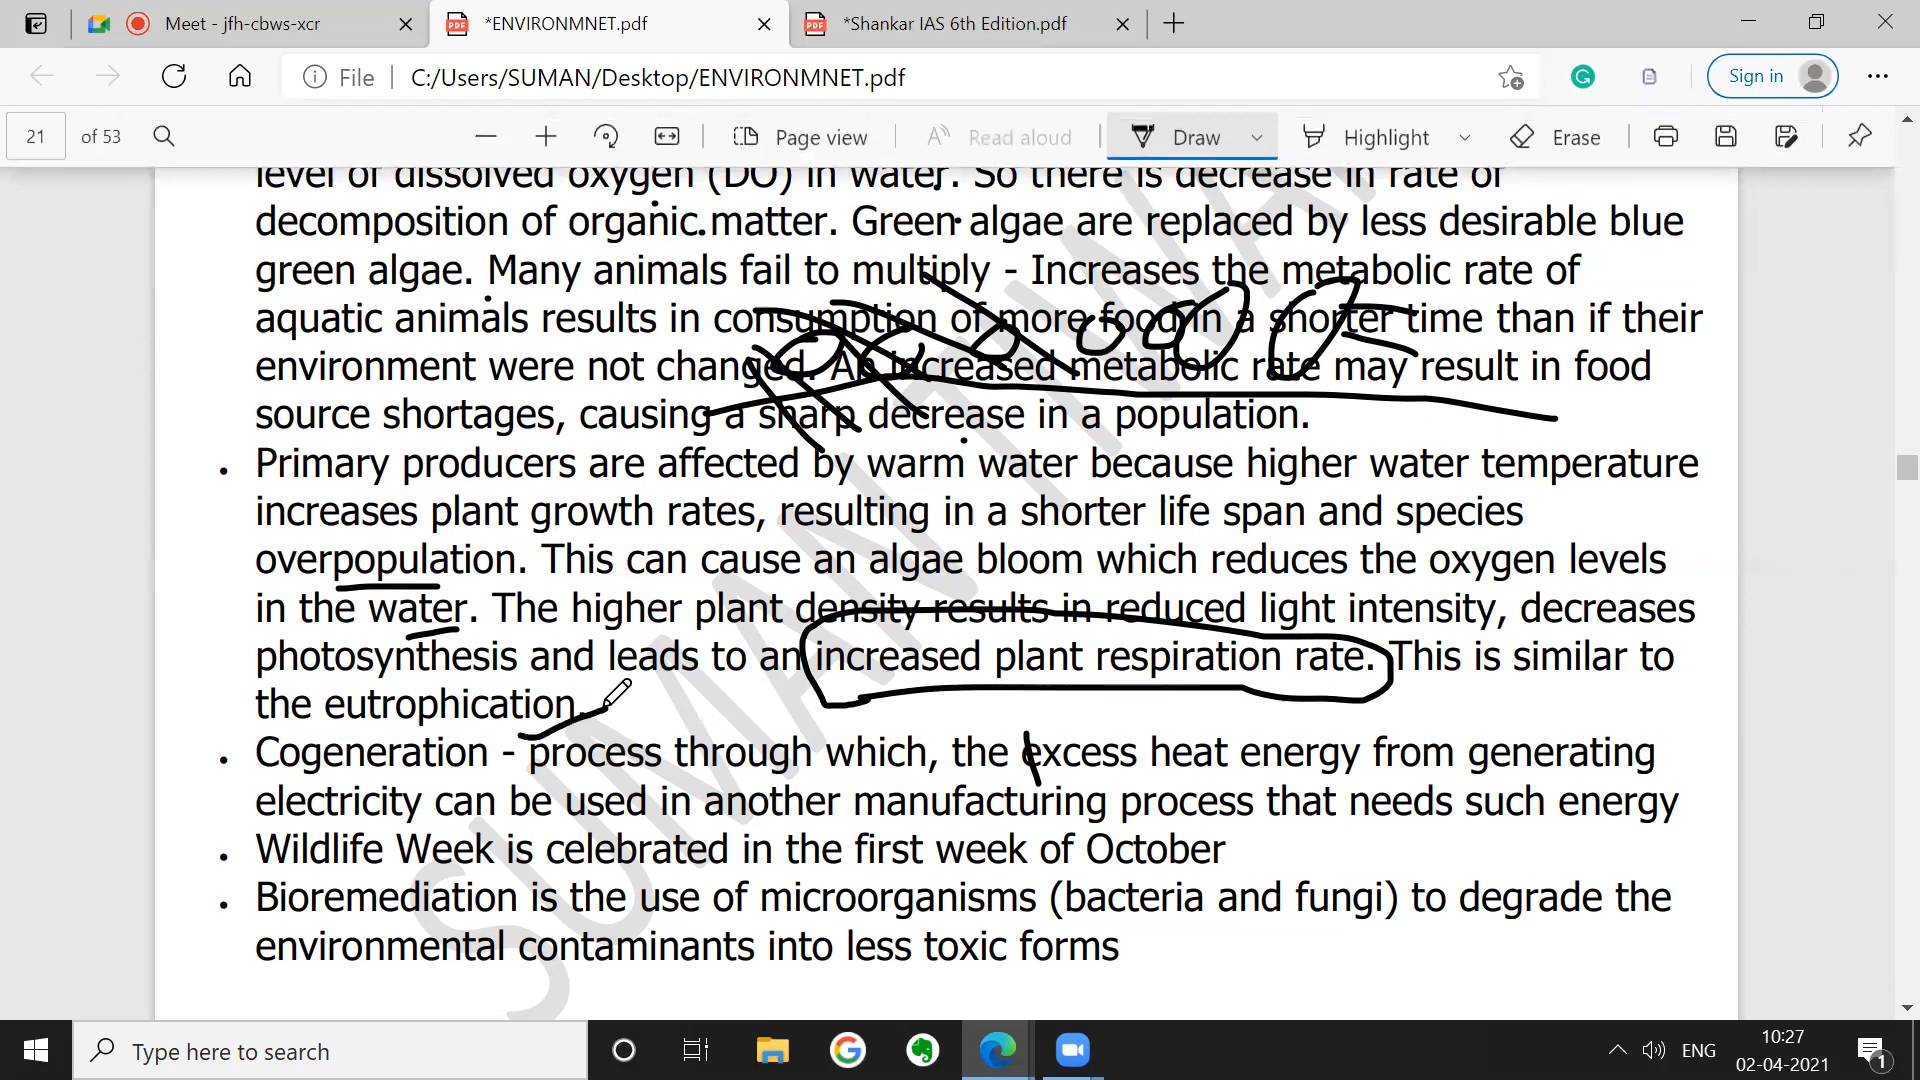 Meet - jfh-cbws-xcr
*ENVIRONMNET.pdf
*Shankar IAS 6th Edition.pdf
File
C:/Users/SUMAN/Desktop/ENVIRONMNET.pdf
Sign in
21 of 53
Page view
Read aloud
Draw
Highlight
Erase
level of dissolved oxygen (DO) in water. So there is decrease in rate of
decomposition of organic matter. Green algae are replaced by less desirable blue
green algae. Many animals fail to multiply - Increases the metabolic rate of
aquatic animals results in consumption of more food in a shorter time than if their
environment were not changed. An increased metabolic rate may result in food
source shortages, causing a sharp decrease in a population.
• Primary producers are affected by warm water because higher water temperature
increases plant growth rates, resulting in a shorter life span and species
overpopulation. This can cause an algae bloom which reduces the oxygen levels
in the water. The higher plant density results in reduced light intensity, decreases
photosynthesis and leads to an increased plant respiration rate. This is similar to
the eutrophication.
• Cogeneration - process through which, the excess heat energy from generating
electricity can be used in another manufacturing process that needs such energy
• Wildlife Week is celebrated in the first week of October
• Bioremediation is the use of microorganisms (bacteria and fungi) to degrade the
environmental contaminants into less toxic forms
SUMAN TIWA
Type here to search
ENG
10:27
02-04-2021
1